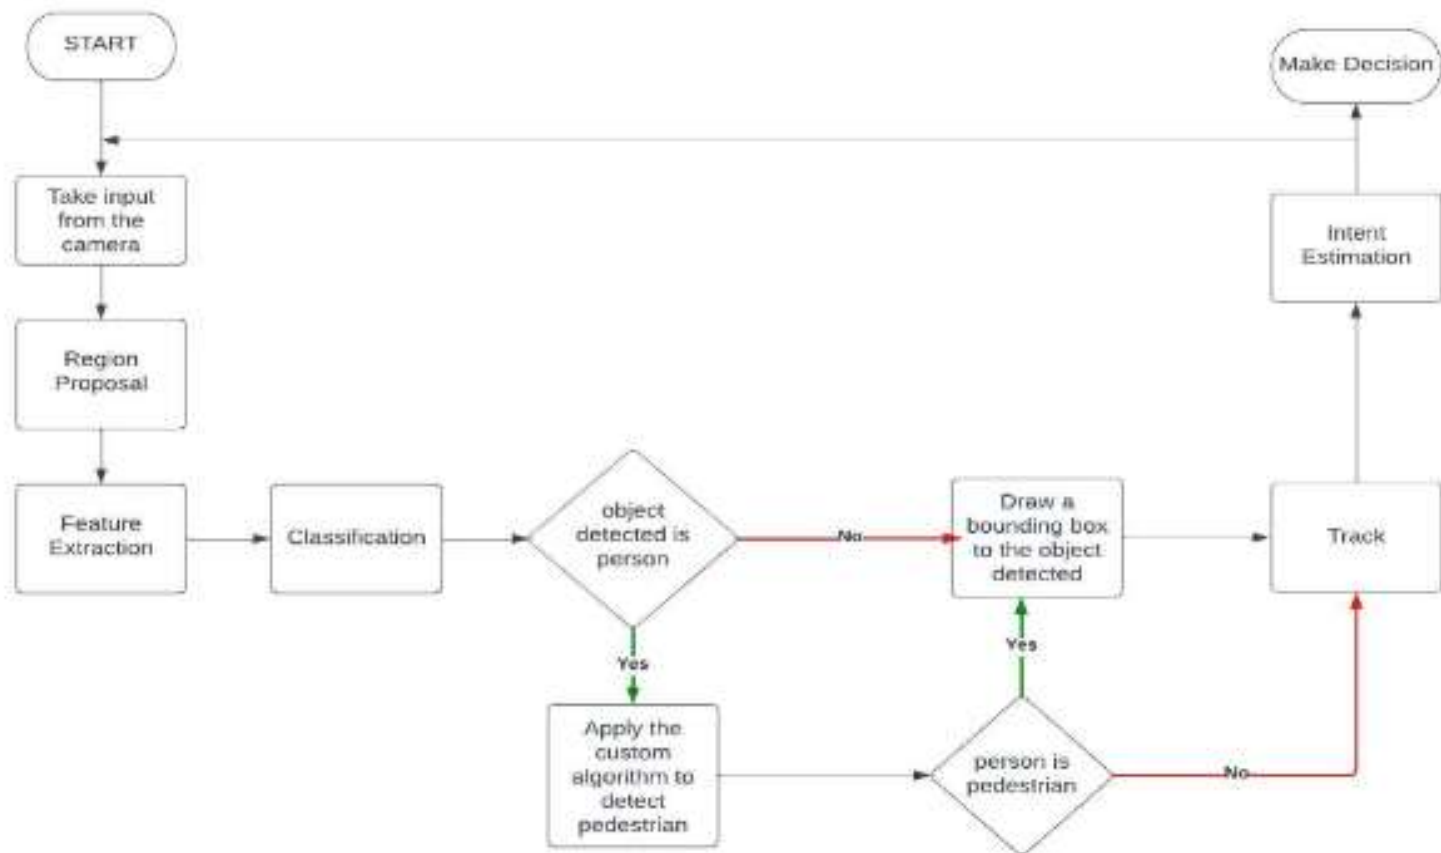 START
Make Decision
Take input
from the
camera
Intent
Estimation
Region
Proposal
Feature
Extraction
Classification
object
detected is
person
No
Draw a
bounding box
to the object
detected
Track
Yes
Yes
Apply the
custom
algorithm to
detect
pedestrian
person is
pedestrian
No